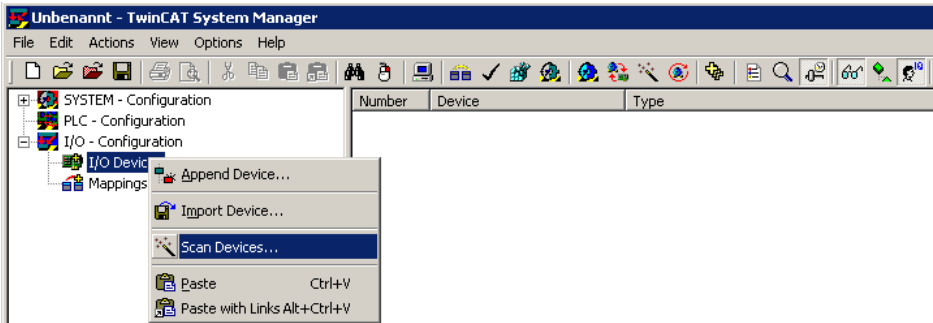 Unbenannt - TwinCAT System Manager
File Edit Actions View Options Help
SYSTEM - Configuration
PLC - Configuration
I/O - Configuration
I/O Devic
Mappings
Number Device Type
Append Device...
Import Device...
Scan Devices...
Paste Ctrl+V
Paste with Links Alt+Ctrl+V